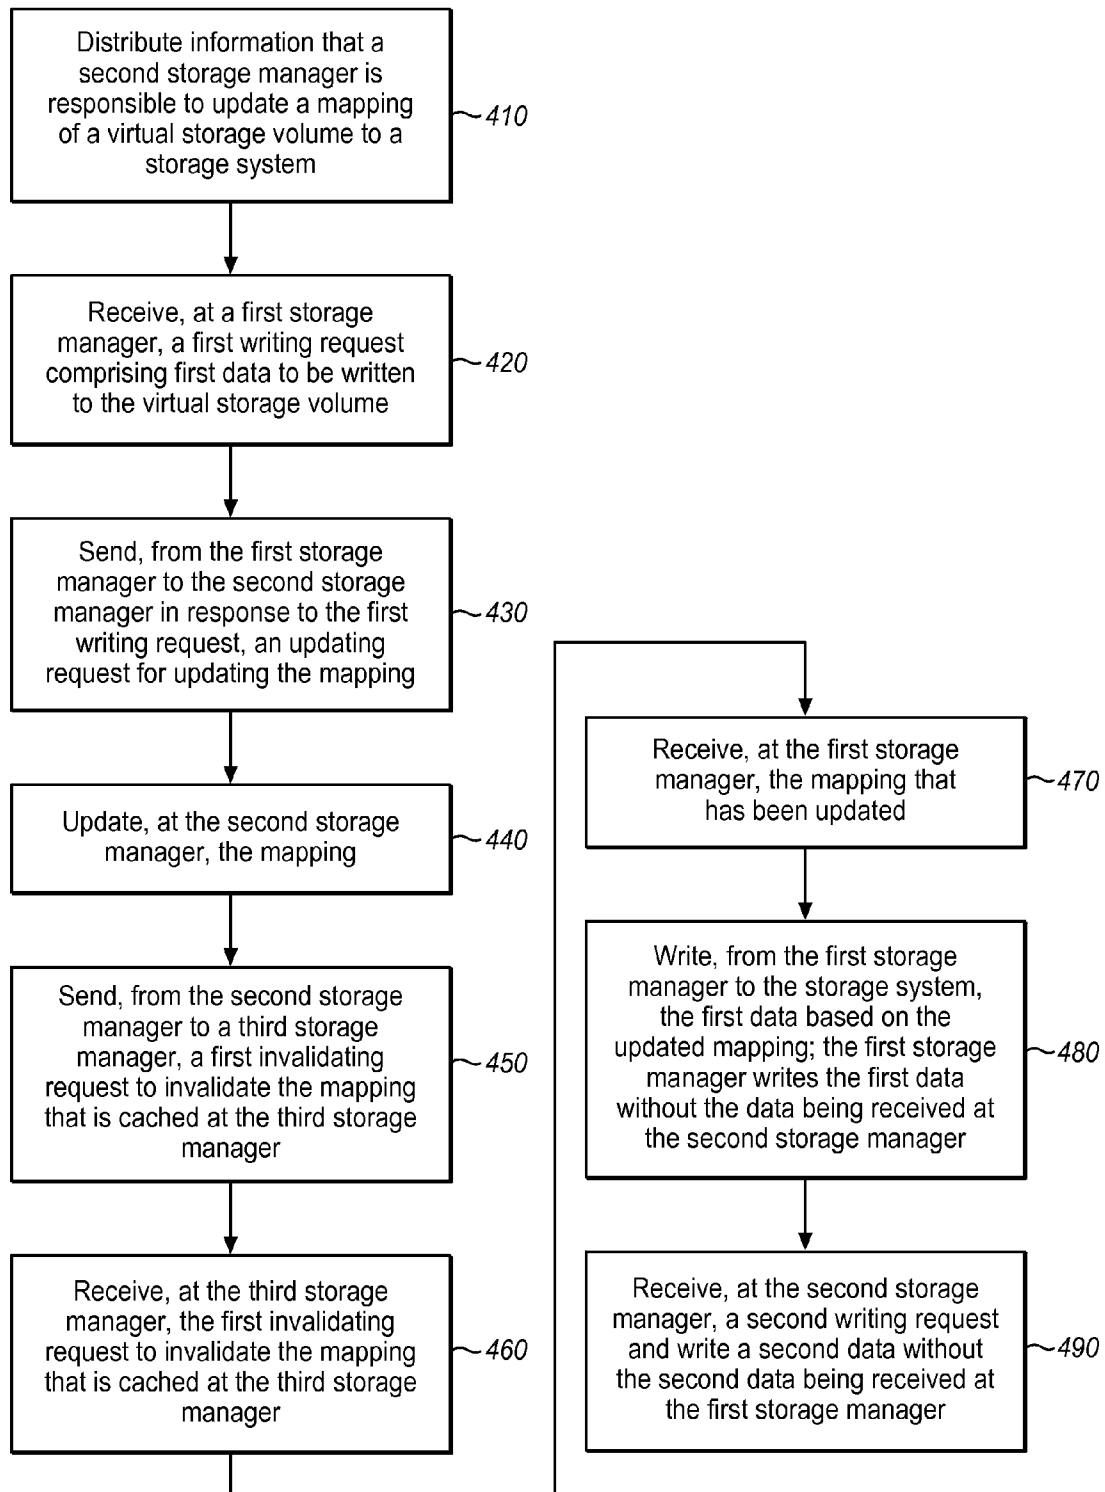 Distribute information that a
second storage manager is
responsible to update a mapping
of a virtual storage volume to a
storage system
410
Receive, at a first storage
manager, a first writing request
comprising first data to be written
to the virtual storage volume
420
Send, from the first storage
manager to the second storage
manager in response to the first
writing request, an updating
request for updating the mapping
430
Update, at the second storage
manager, the mapping
440
Send, from the second storage
manager to a third storage
manager, a first invalidating
request to invalidate the mapping
that is cached at the third storage
manager
450
Receive, at the third storage
manager, the first invalidating
request to invalidate the mapping
that is cached at the third storage
manager
460
Receive, at the first storage
manager, the mapping that
has been updated
470
Write, from the first storage
manager to the storage system,
the first data based on the
updated mapping; the first storage
manager writes the first data
without the data being received at
the second storage manager
480
Receive, at the second storage
manager, a second writing request
and write a second data without
the second data being received at
the first storage manager
490